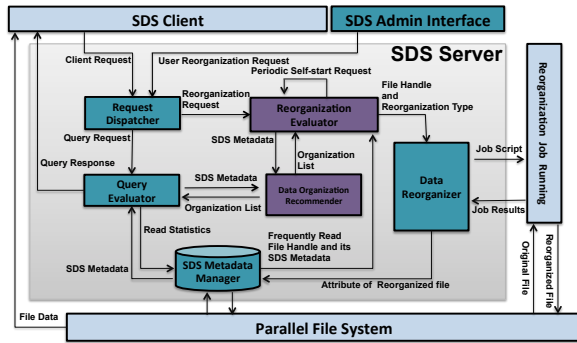 SDS Client
SDS Admin Interface
SDS Server
Client Request
User Reorganization Request
Periodic Self-start Request
File Handle
and
Reorganization Type
Request
Dispatcher
Reorganization
Request
Reorganization
Evaluator
Query Request
SDS Metadata
Organization
List
Query Response
Query
Evaluator
SDS Metadata
Organization List
Data Organization
Recommender
Data
Reorganizer
Job Script
Job Results
Reorganization Job Running
Read Statistics
Frequently Read
File Handle and its
SDS Metadata
SDS Metadata
SDS Metadata
Manager
Attribute of Reorganized file
Original File
Reorganized File
File Data
Parallel File System